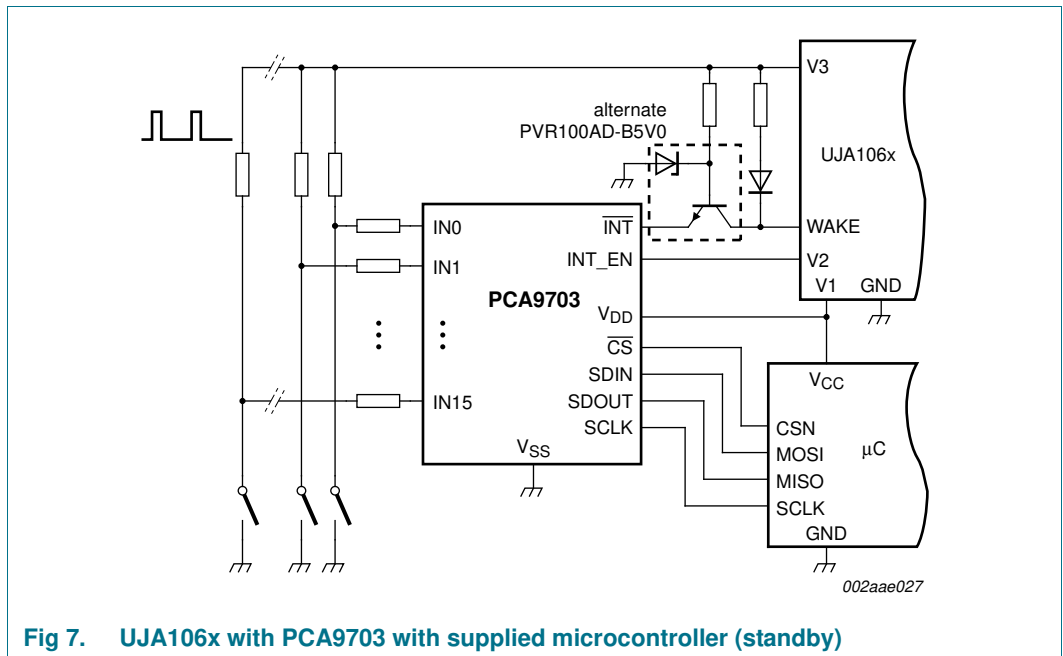 V3
alternate
PVR100AD-B5V0
UJA106x
IN0
INT
WAKE
IN1
INT_EN
V2
PCA9703
V1
GND
VDD
CS
VCC
SDIN
IN15
SDOUT
CSN
SCLK
μC
VSS
MOSI
MISO
SCLK
GND
002aae027
Fig 7. UJA106x with PCA9703 with supplied microcontroller (standby)